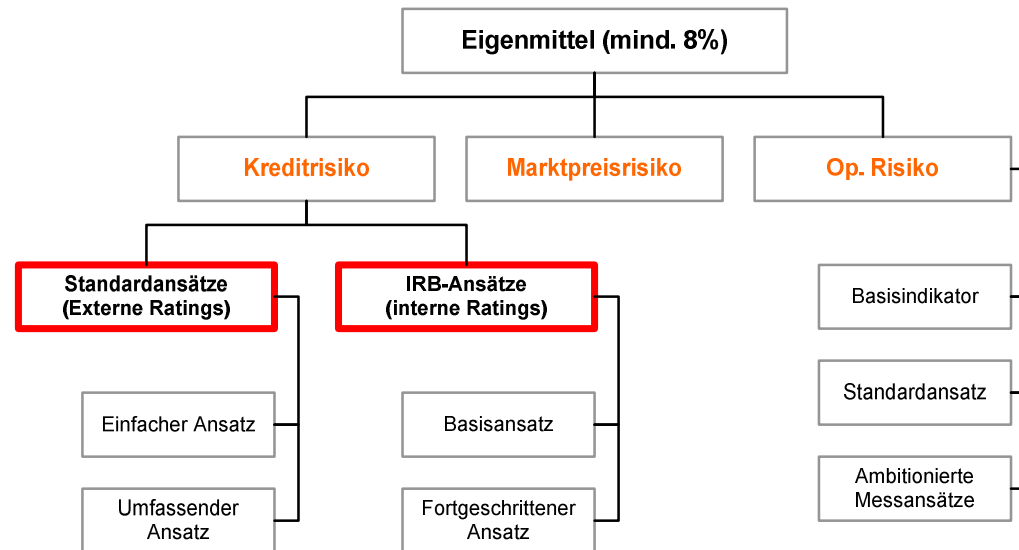 Eigenmittel (mind. 8%)
Kreditrisiko
Marktpreisrisiko
Op. Risiko
Standardansätze
(Externe Ratings)
IRB-Ansätze
(interne Ratings)
Basisindikator
Einfacher Ansatz
Basisansatz
Standardansatz
Umfassender
Ansatz
Fortgeschrittener
Ansatz
Ambitionierte
Messansätze